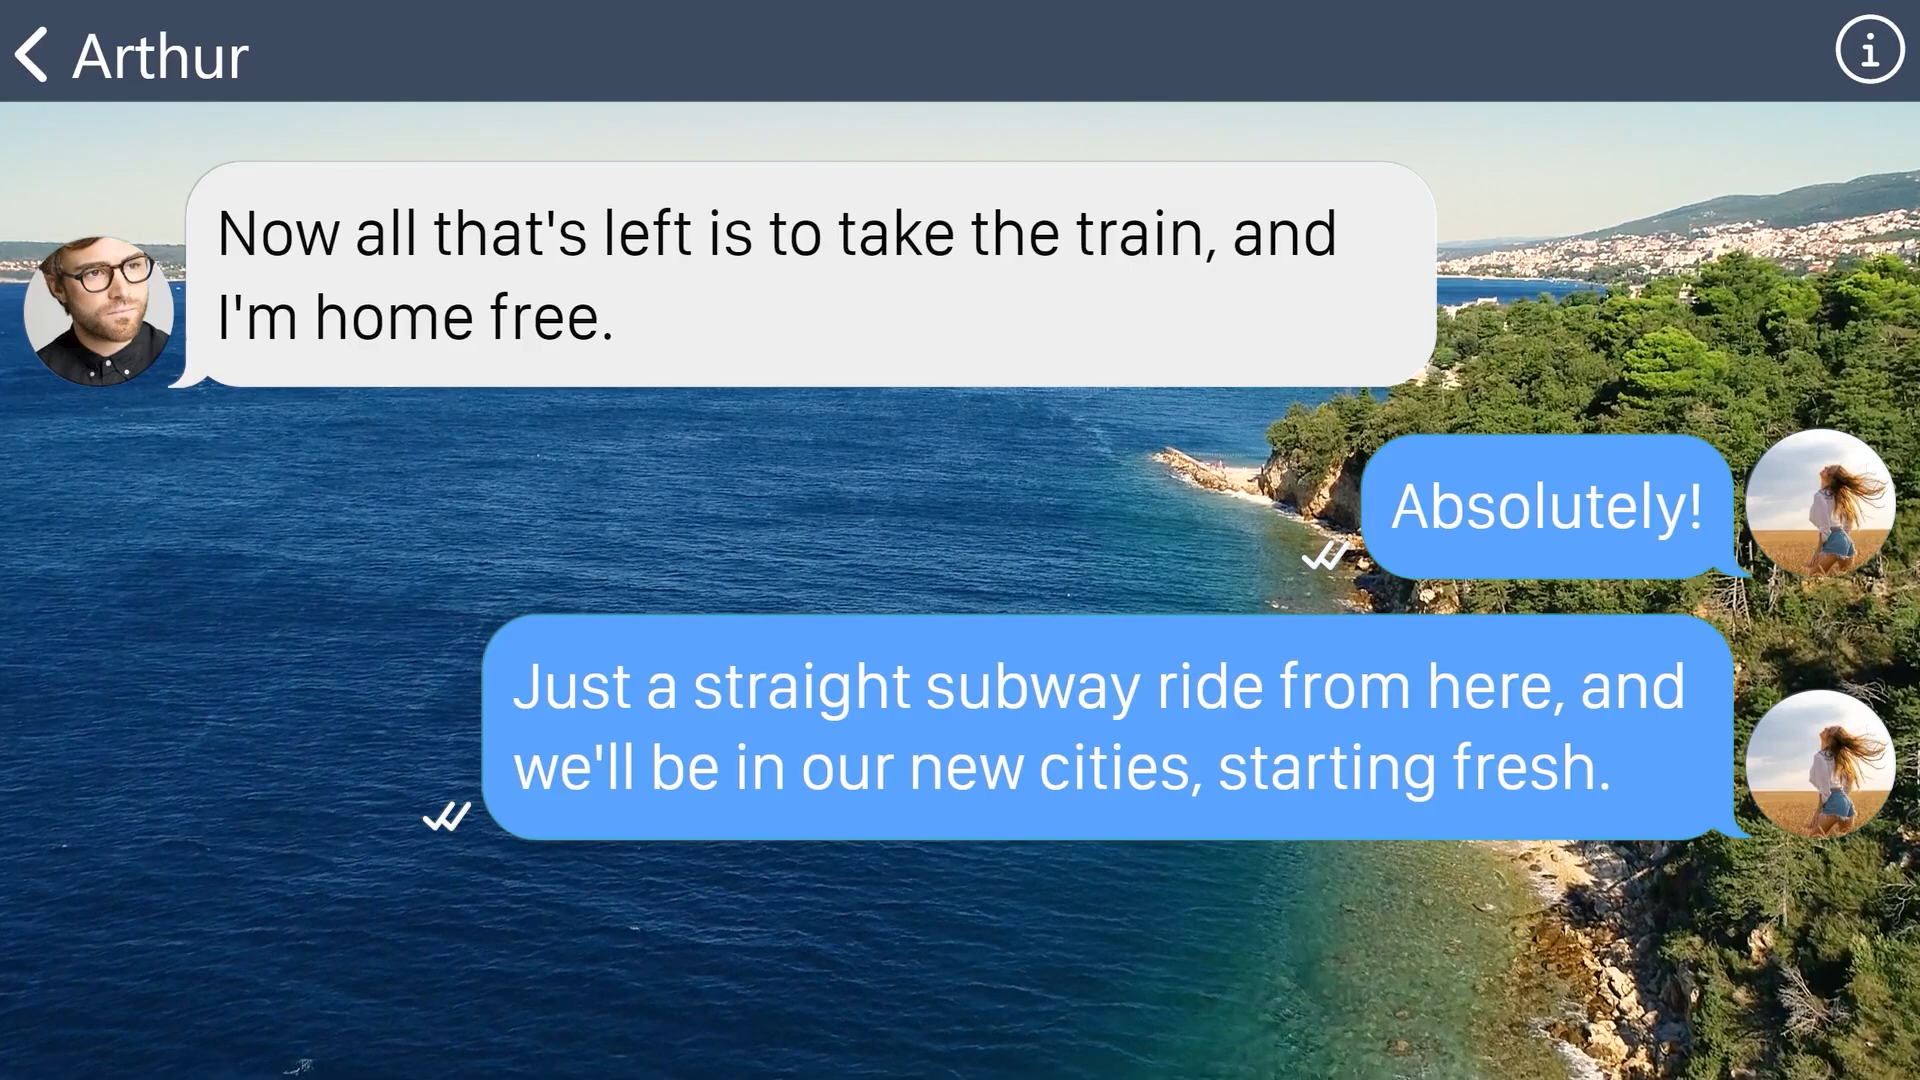 Arthur
Now all that's left is to take the train, and
I'm home free.
Absolutely!
Just a straight subway ride from here, and
we'll be in our new cities, starting fresh.